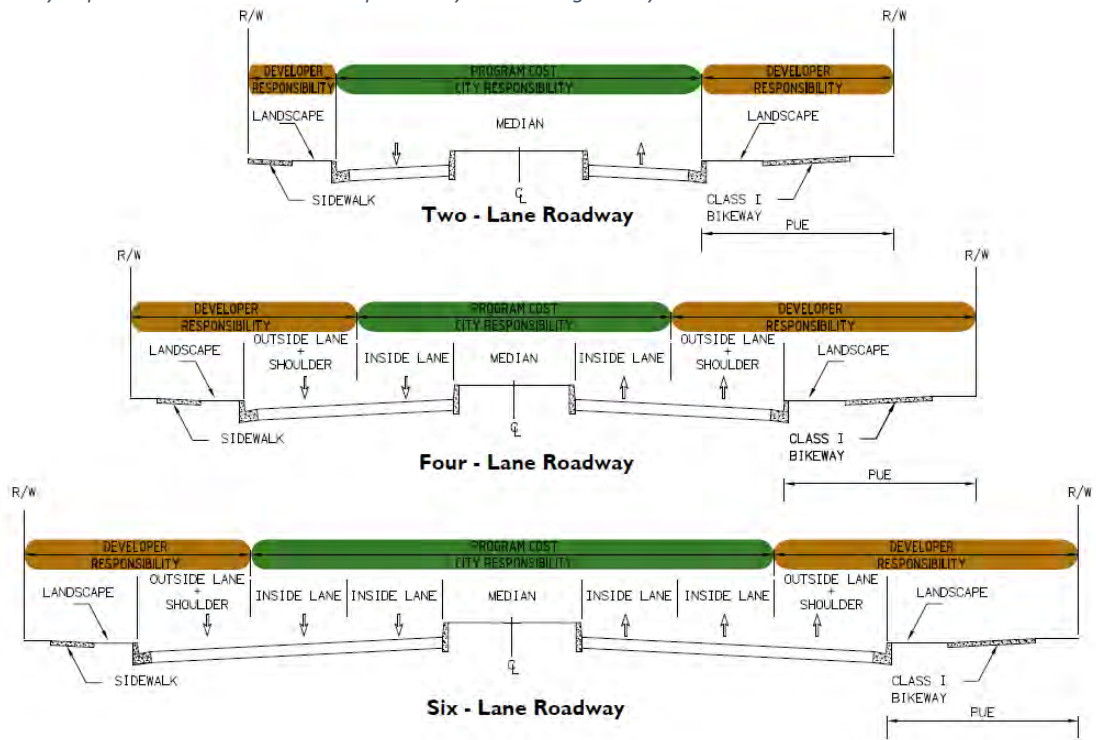 R/W
R/W
DEVELOPER
RESPONSIBILITY
PROGRAM COST
CITY RESPONSIBILITY
DEVELOPER
RESPONSIBILITY
LANDSCAPE
MEDIAN
LANDSCAPE
SIDEWALK
CL
CLASS I
BIKEWAY
Two - Lane Roadway
PUE
R/W
R/W
DEVELOPER
RESPONSIBILITY
PROGRAM COST
CITY RESPONSIBILITY
DEVELOPER
RESPONSIBILITY
LANDSCAPE
OUTSIDE LANE
+
SHOULDER
INSIDE LANE
MEDIAN
INSIDE LANE
OUTSIDE LANE
+
SHOULDER
LANDSCAPE
SIDEWALK
CL
CLASS I
BIKEWAY
Four - Lane Roadway
PUE
R/W
R/W
DEVELOPER
RESPONSIBILITY
PROGRAM COST
CITY RESPONSIBILITY
DEVELOPER
RESPONSIBILITY
LANDSCAPE
OUTSIDE LANE
+
SHOULDER
INSIDE LANE
INSIDE LANE
MEDIAN
INSIDE LANE
INSIDE LANE
OUTSIDE LANE
+
SHOULDER
LANDSCAPE
SIDEWALK
CL
CLASS I
BIKEWAY
Six - Lane Roadway
PUE